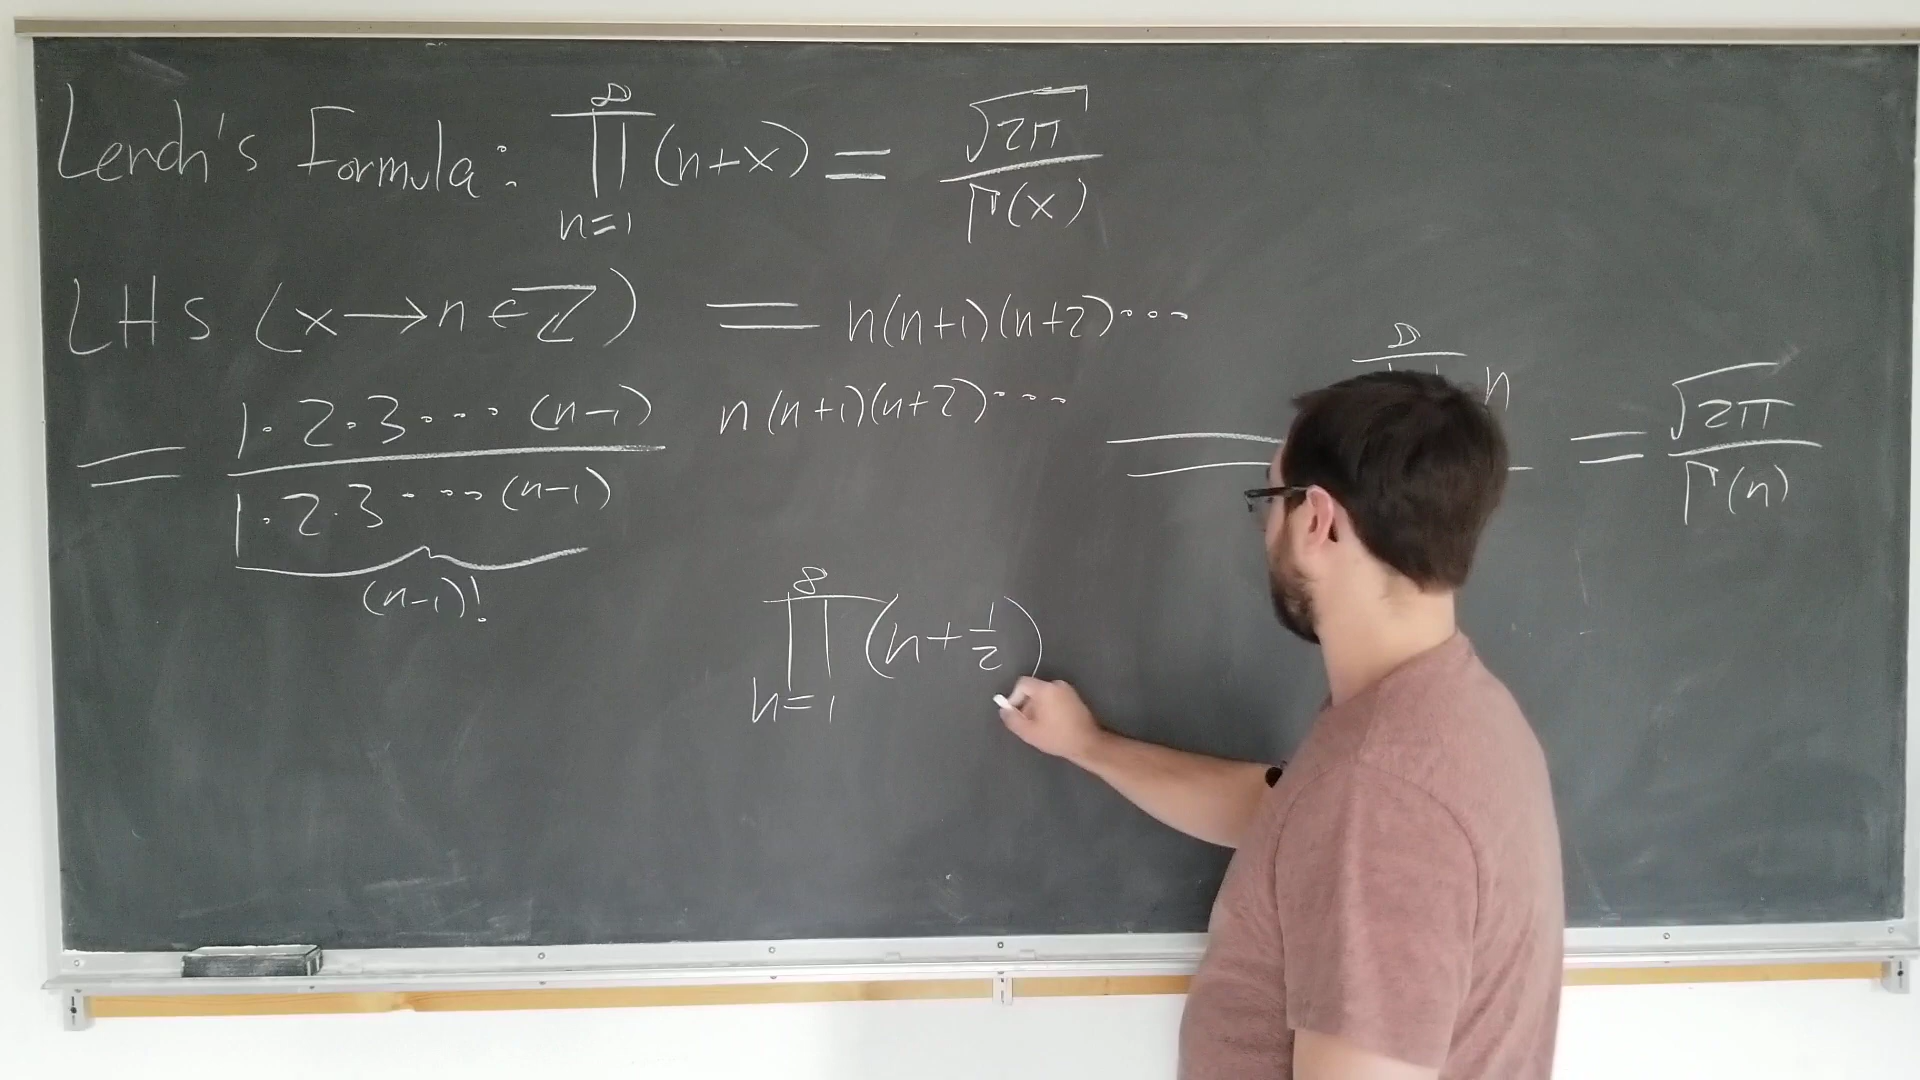 Lerch's Formula: ∞ ∏ n=1 (n+x) = √2π / Γ(x)
LHS (x→n∈ℤ) = n(n+1)(n+2)···
= 1·2·3···(n-1) / 1·2·3···(n-1) n(n+1)(n+2)··· = ∞ n = √2π / Γ(n)
(n-1)!
∞ ∏ n=1 (n+1/2)